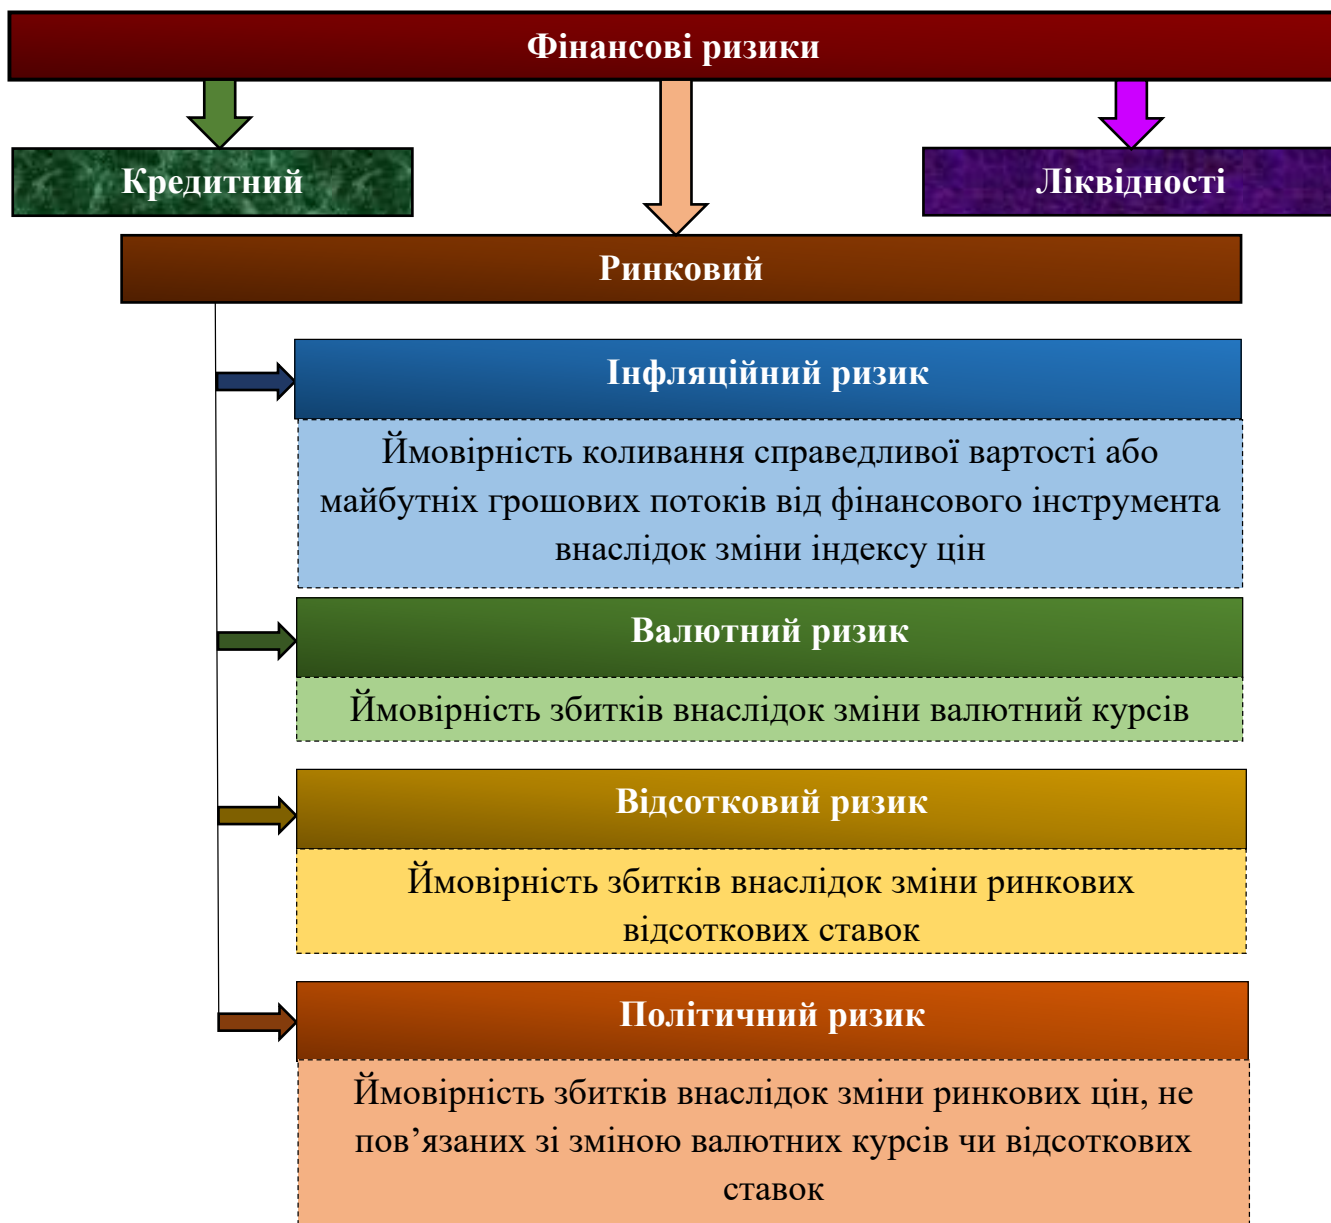 Фінансові ризики
Кредитний
Ліквідності
Ринковий
Інфляційний ризик
Ймовірність коливання справедливої вартості або
майбутніх грошових потоків від фінансового інструмента
внаслідок зміни індексу цін
Валютний ризик
Ймовірність збитків внаслідок зміни валютний курсів
Відсотковий ризик
Ймовірність збитків внаслідок зміни ринкових
відсоткових ставок
Політичний ризик
Ймовірність збитків внаслідок зміни ринкових цін, не
пов’язаних зі зміною валютних курсів чи відсоткових
ставок